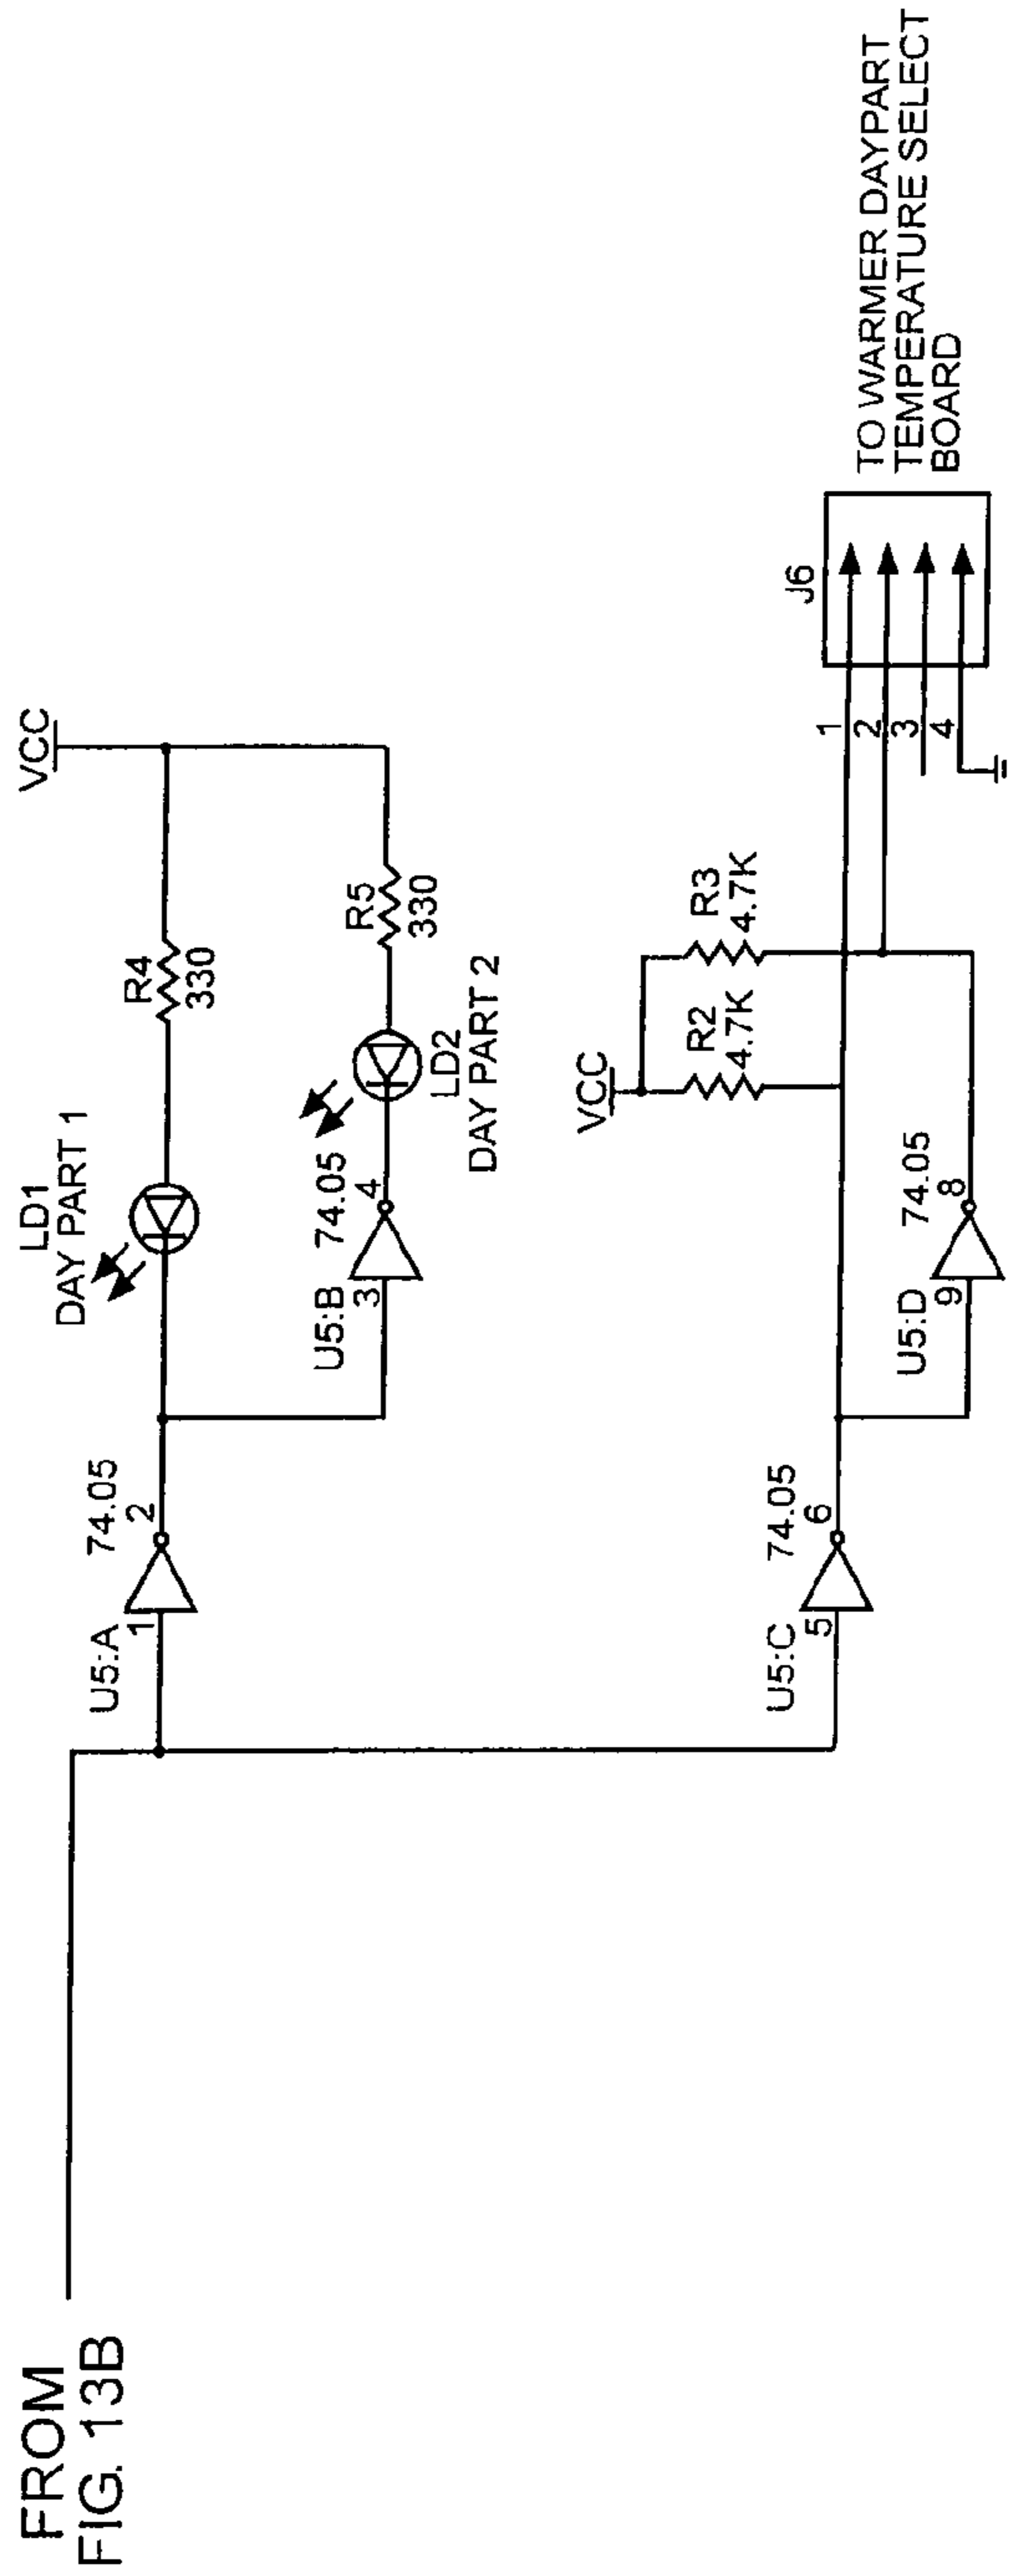 FROM
FIG. 13B
U5:A
1
74.05
2
LD1
DAY PART 1
R4
330
VCC
U5:B
3
74.05
4
LD2
DAY PART 2
R5
330
U5:C
5
74.05
6
VCC
R2
4.7K
R3
4.7K
U5:D
9
74.05
8
1
2
3
4
J6
TO WARMER DAYPART
TEMPERATURE SELECT
BOARD